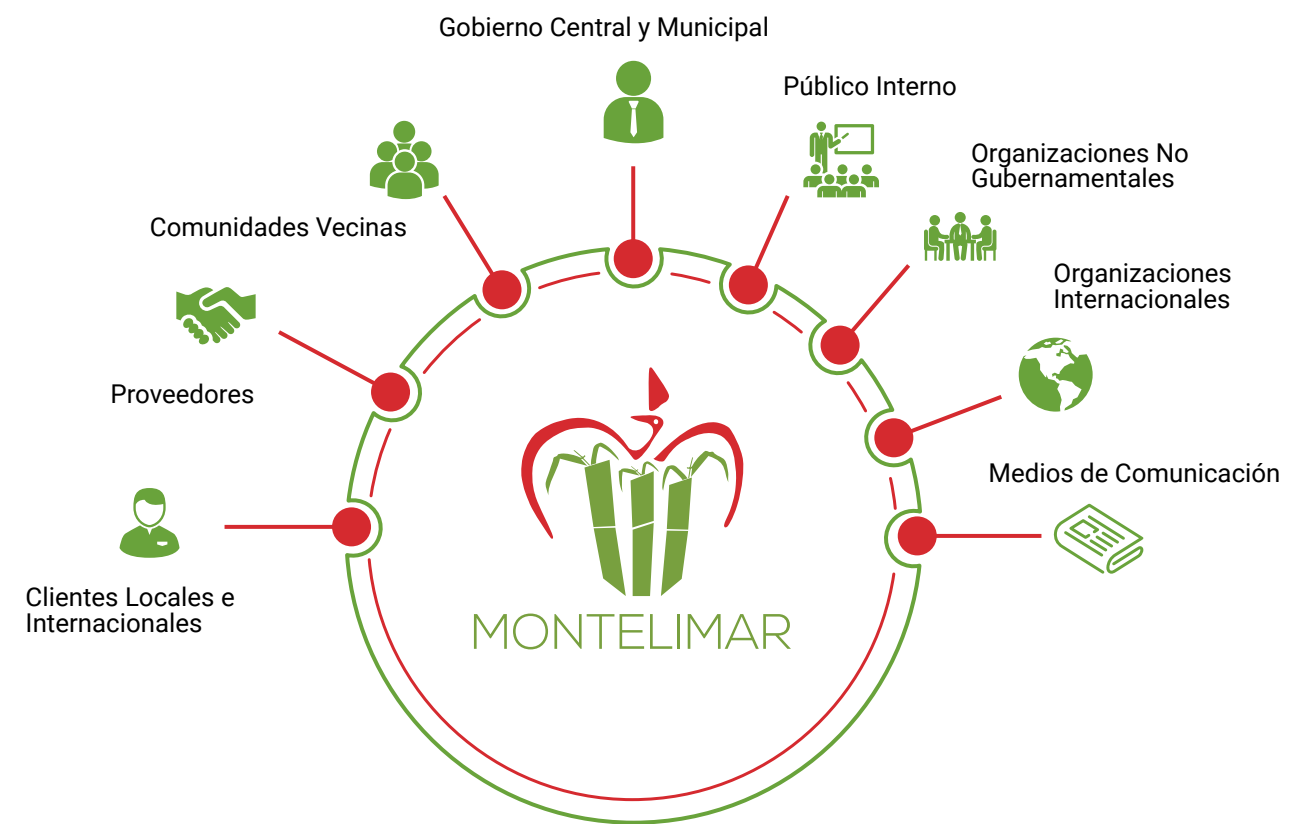 Gobierno Central y Municipal
Público Interno
Organizaciones No
Gubernamentales
Comunidades Vecinas
Organizaciones
Internacionales
Proveedores
Medios de Comunicación
Clientes Locales e
Internacionales
MONTELIMAR